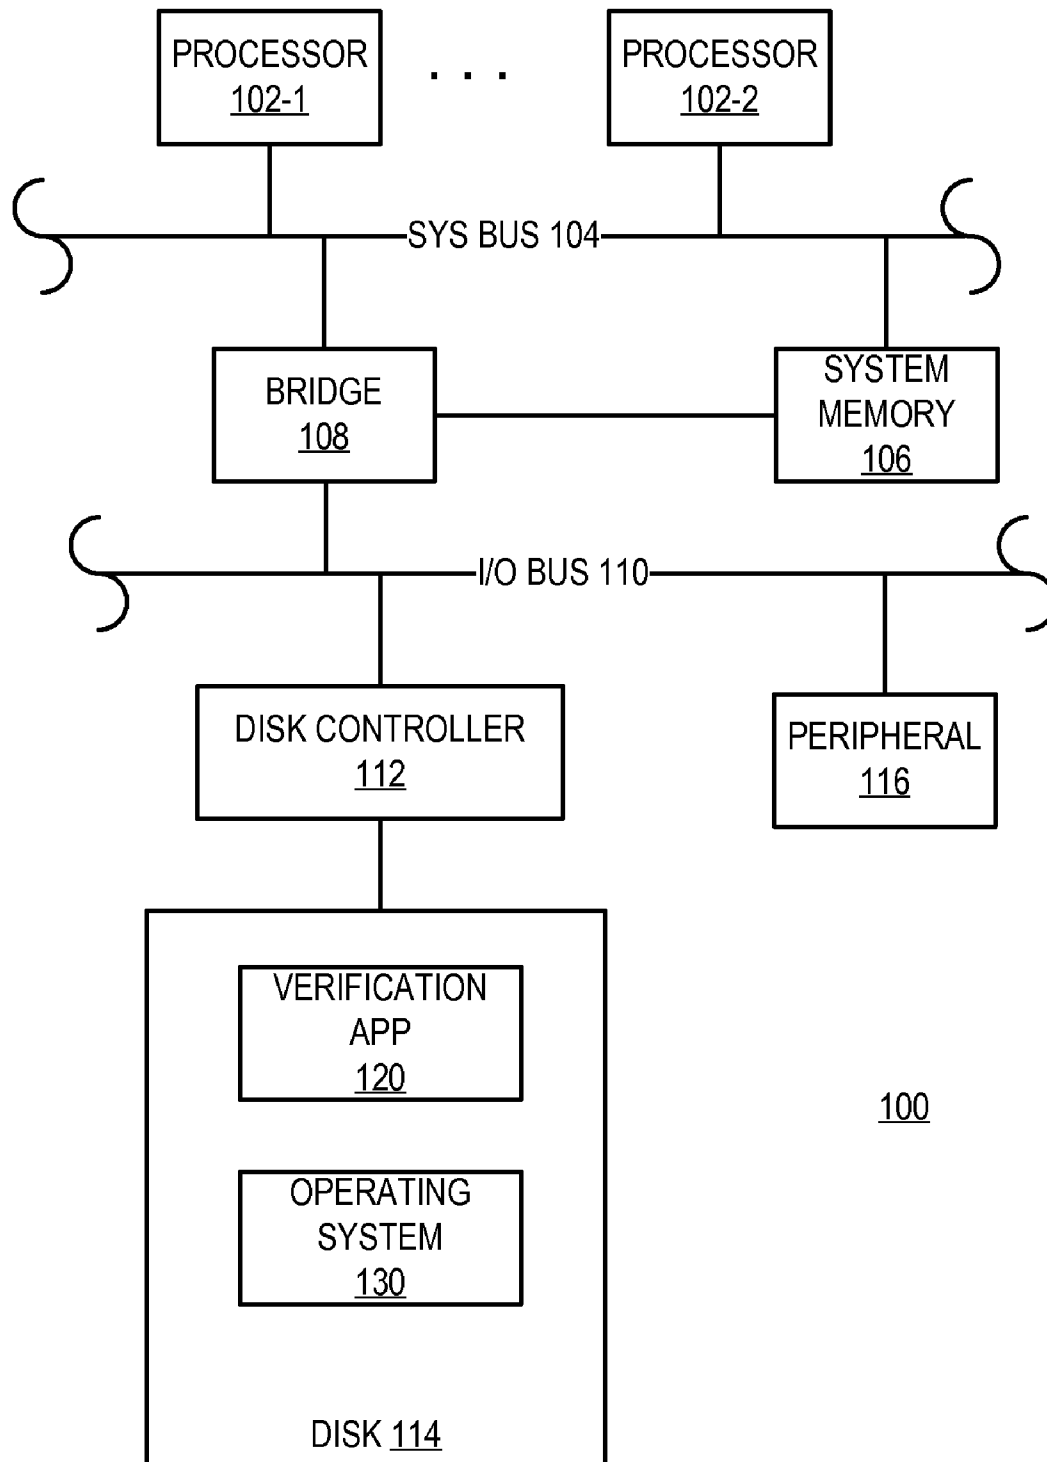 PROCESSOR
102-1
. . .
PROCESSOR
102-2
SYS BUS 104
BRIDGE
108
SYSTEM
MEMORY
106
I/O BUS 110
DISK CONTROLLER
112
PERIPHERAL
116
VERIFICATION
APP
120
100
OPERATING
SYSTEM
130
DISK 114